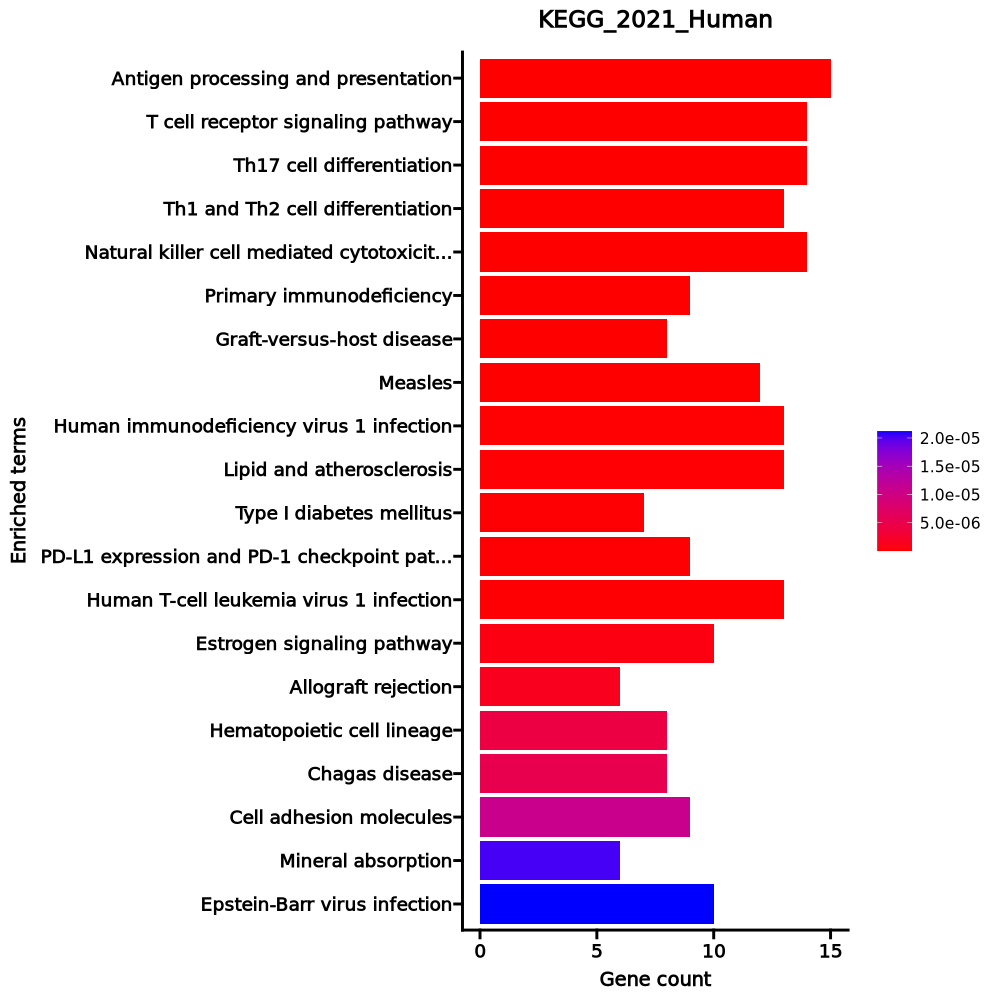 KEGG_2021_Human
Antigen processing and presentation
T cell receptor signaling pathway
Th17 cell differentiation
Th1 and Th2 cell differentiation
Natural killer cell mediated cytotoxicit...
Primary immunodeficiency
Graft-versus-host disease
Measles
Human immunodeficiency virus 1 infection
Lipid and atherosclerosis
Type I diabetes mellitus
PD-L1 expression and PD-1 checkpoint pat...
Human T-cell leukemia virus 1 infection
Estrogen signaling pathway
Allograft rejection
Hematopoietic cell lineage
Chagas disease
Cell adhesion molecules
Mineral absorption
Epstein-Barr virus infection
Enriched terms
0 5 10 15
Gene count
2.0e-05
1.5e-05
1.0e-05
5.0e-06